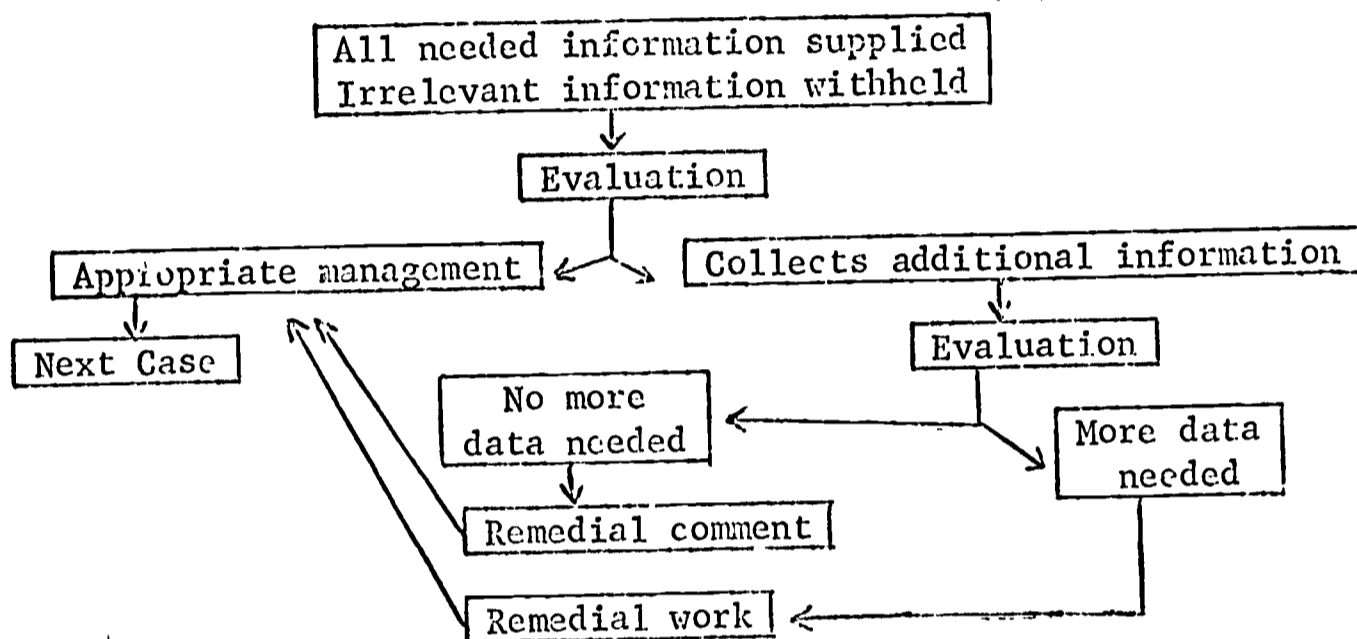 All needed information supplied
Irrelevant information withheld
Evaluation
Appropriate management
Collects additional information
Next Case
Evaluation
No more
data needed
More data
needed
Remedial comment
Remedial work